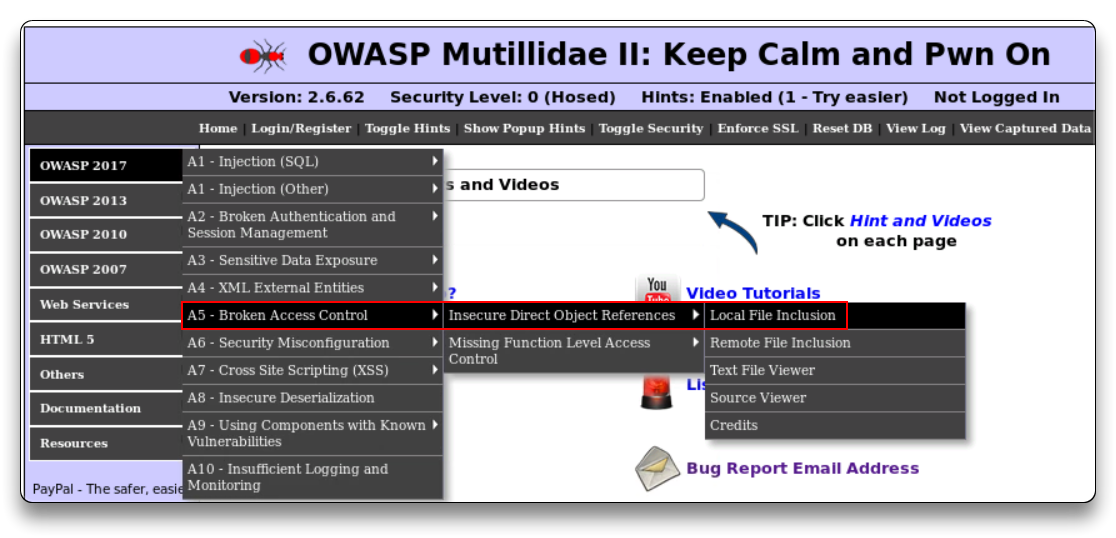 OWASP Mutillidae II: Keep Calm and Pwn On
Version: 2.6.62 Security Level: 0 (Hosed) Hints: Enabled (1 - Try easier) Not Logged In
Home | Login/Register | Toggle Hints | Show Popup Hints | Toggle Security | Enforce SSL | Reset DB | View Log | View Captured Data
OWASP 2017
OWASP 2013
OWASP 2010
OWASP 2007
Web Services
HTML 5
Others
Documentation
Resources
PayPal - The safer, easie
A1 - Injection (SQL)
A1 - Injection (Other)
A2 - Broken Authentication and
Session Management
A3 - Sensitive Data Exposure
A4 - XML External Entities
A5 - Broken Access Control
A6 - Security Misconfiguration
A7 - Cross Site Scripting (XSS)
A8 - Insecure Deserialization
A9 - Using Components with Known
Vulnerabilities
A10 - Insufficient Logging and
Monitoring
Insecure Direct Object References
Missing Function Level Access
Control
Local File Inclusion
Remote File Inclusion
Text File Viewer
Source Viewer
Credits
s and Videos
TIP: Click Hint and Videos
on each page
?
You
Video Tutorials
Lis
Bug Report Email Address